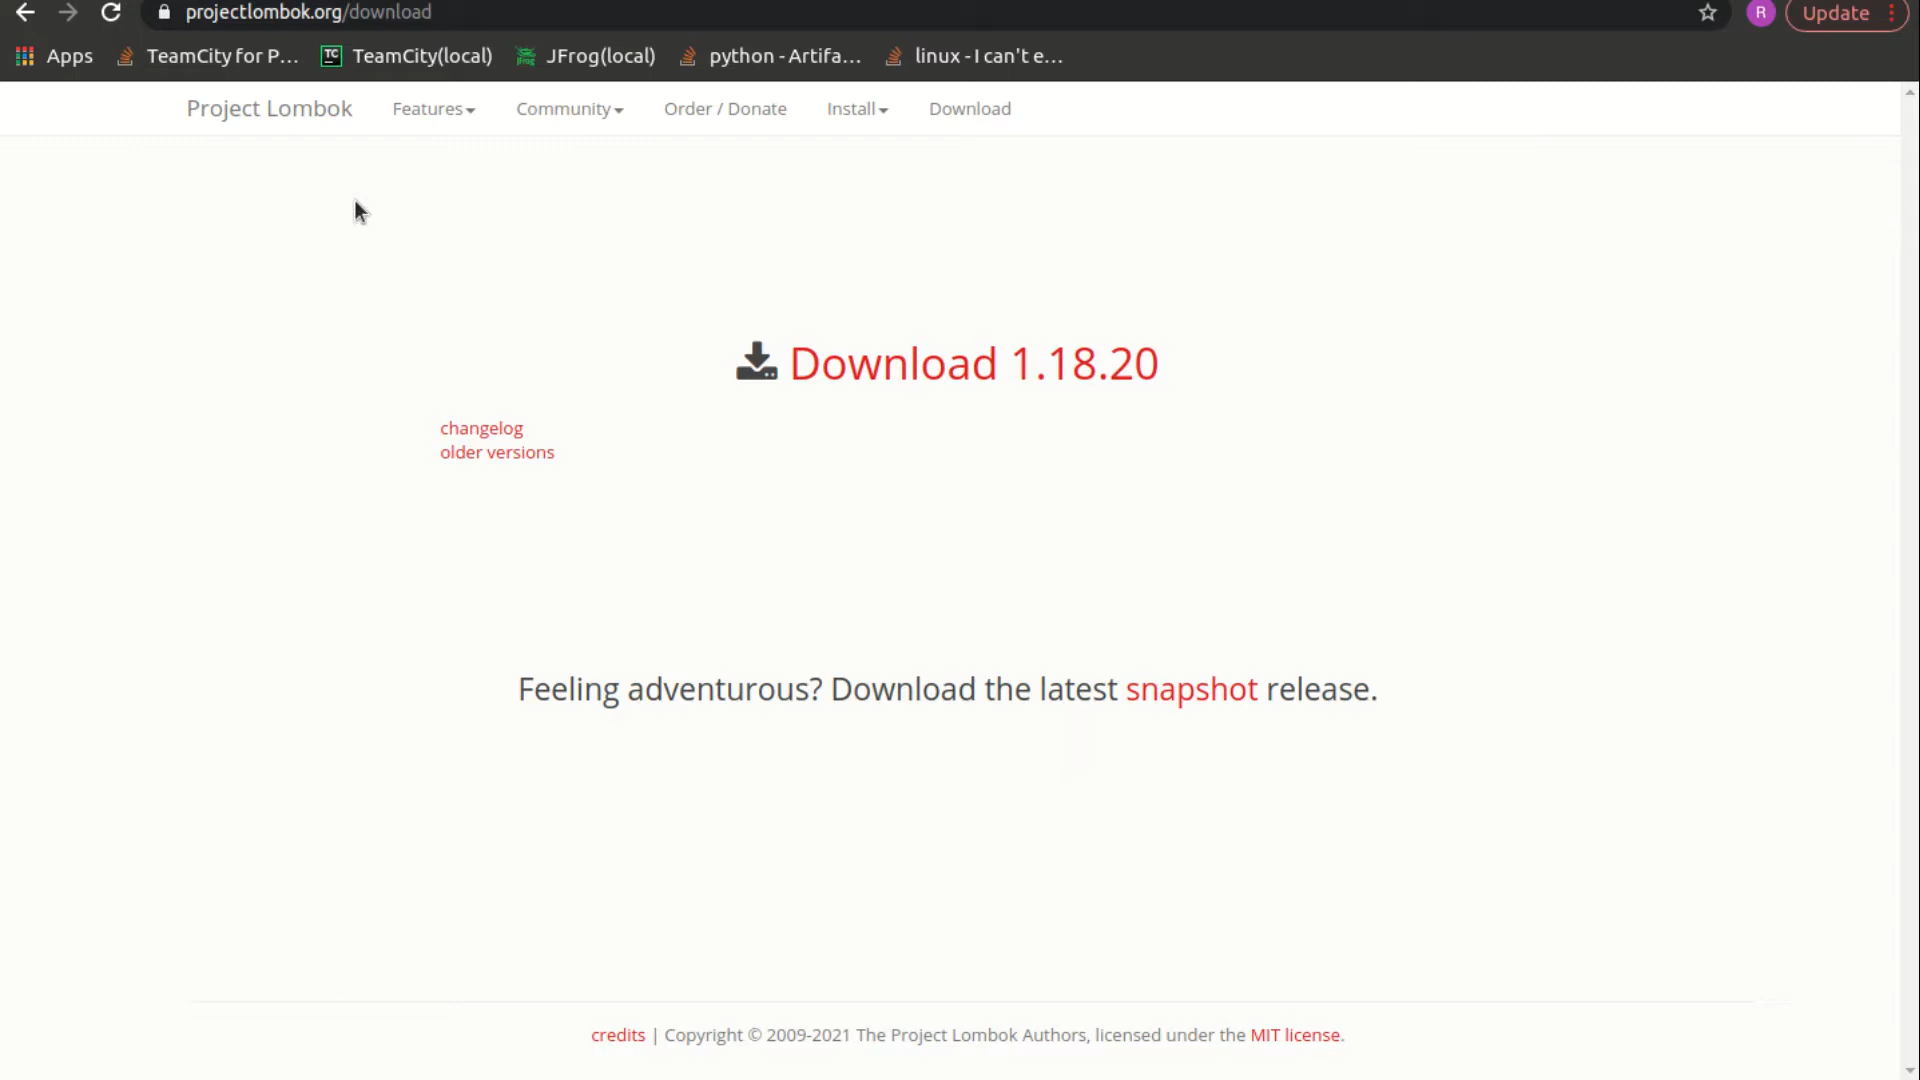 projectlombok.org/download
R
Update
Apps
TeamCity for P...
TC
TeamCity(local)
JFrog(local)
python - Artifa...
linux - I can't e...
Project Lombok
Features
Community
Order / Donate
Install
Download
Download 1.18.20
changelog
older versions
Feeling adventurous? Download the latest snapshot release.
credits | Copyright © 2009-2021 The Project Lombok Authors, licensed under the MIT license.